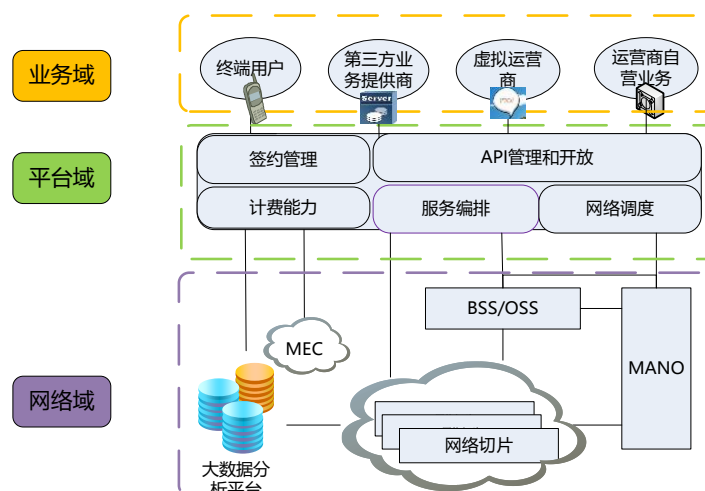 业务域
终端用户
第三方业
务提供商
虚拟运营
商
运营商自
营业务
Server
平台域
签约管理
API管理和开放
计费能力
服务编排
网络调度
网络域
BSS/OSS
MEC
MANO
网络切片
大数据分
析平台